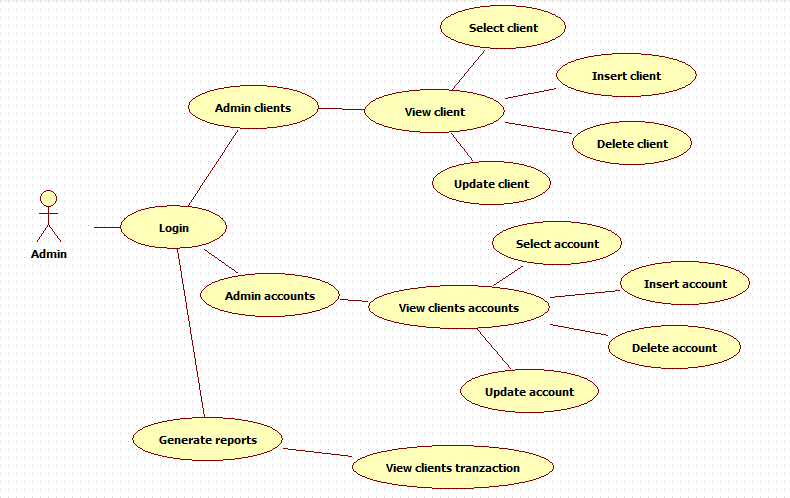 Select client
Insert client
Admin clients
View client
Delete client
Update client
Login
Admin
Select account
Insert account
Admin accounts
View clients accounts
Delete account
Update account
Generate reports
View clients tranzaction